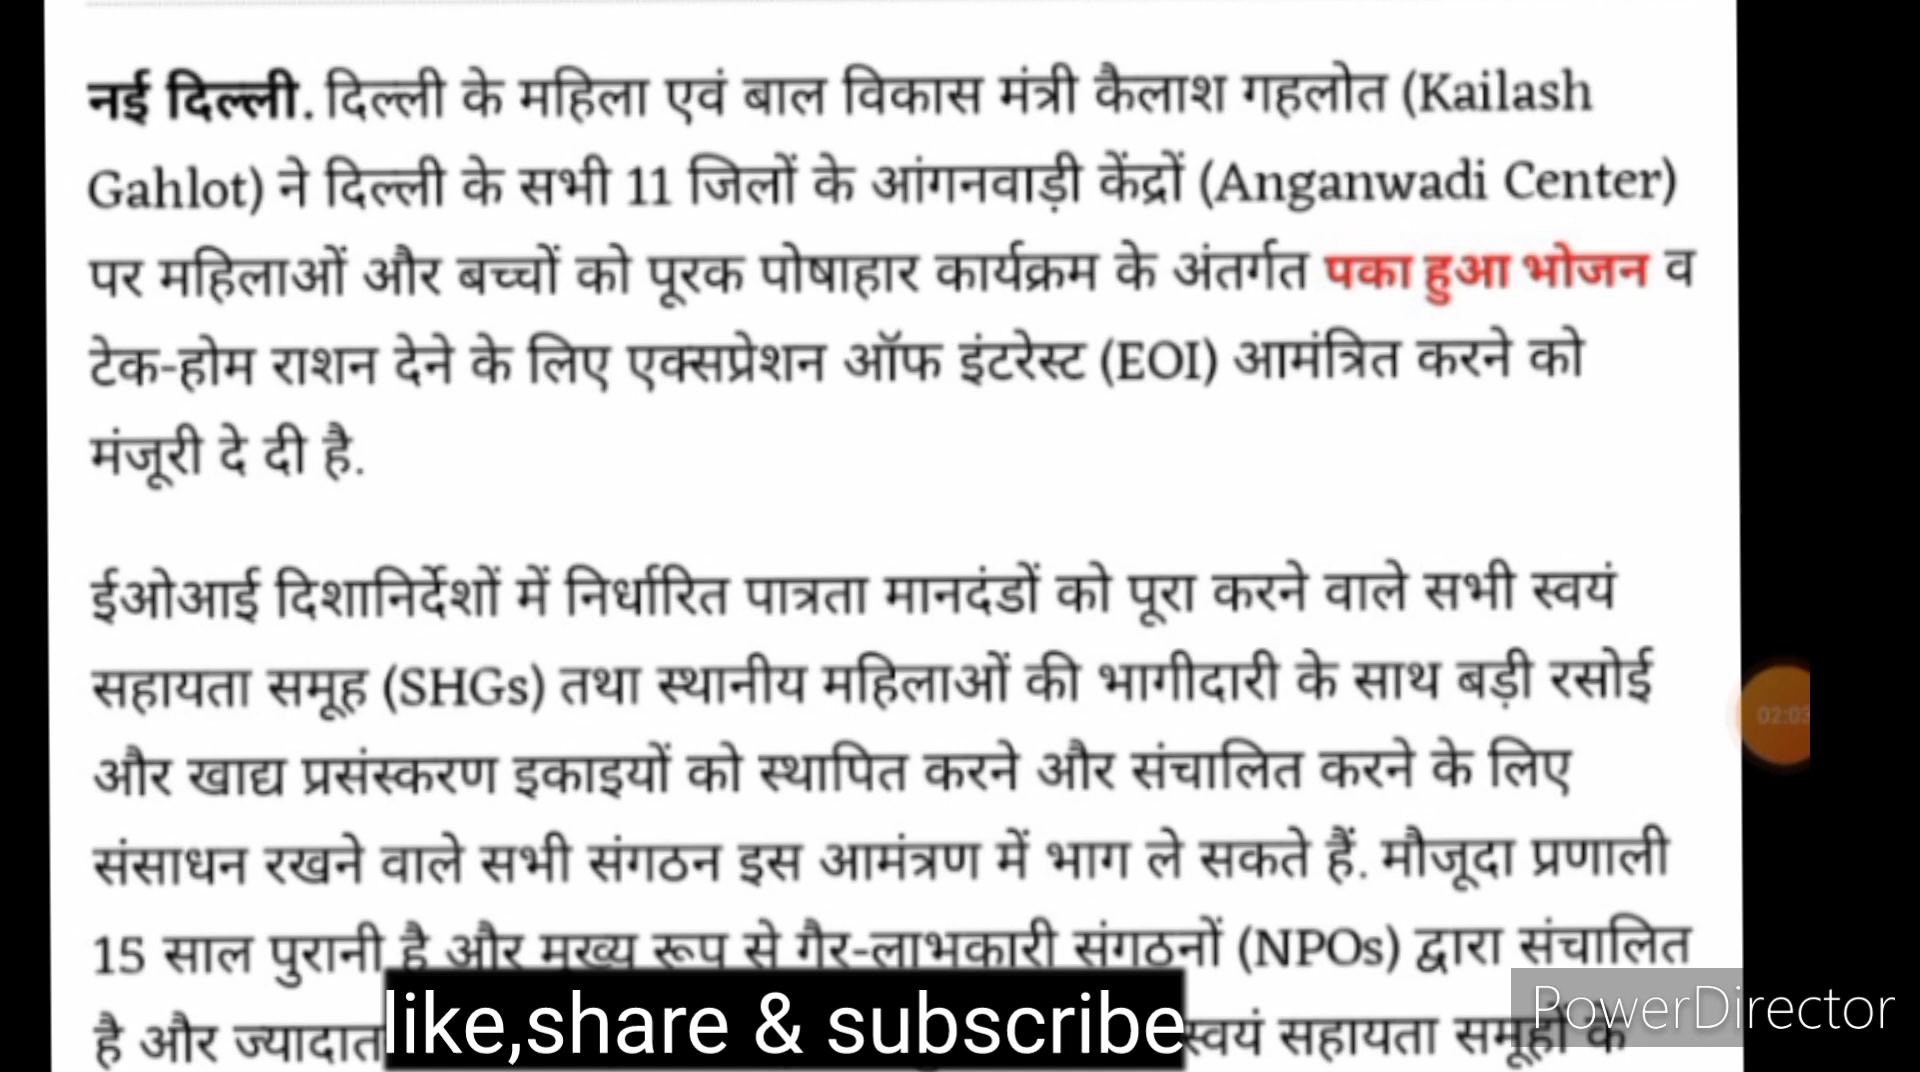 नई दिल्ली. दिल्ली के महिला एवं बाल विकास मंत्री कैलाश गहलोत (Kailash
Gahlot) ने दिल्ली के सभी 11 जिलों के आंगनवाड़ी केंद्रों (Anganwadi Center)
पर महिलाओं और बच्चों को पूरक पोषाहार कार्यक्रम के अंतर्गत पका हुआ भोजन व
टेक-होम राशन देने के लिए एक्सप्रेशन ऑफ इंटरेस्ट (EOI) आमंत्रित करने को
मंजूरी दे दी है.
ईओआई दिशानिर्देशों में निर्धारित पात्रता मानदंडों को पूरा करने वाले सभी स्वयं
सहायता समूह (SHGs) तथा स्थानीय महिलाओं की भागीदारी के साथ बड़ी रसोई
और खाद्य प्रसंस्करण इकाइयों को स्थापित करने और संचालित करने के लिए
संसाधन रखने वाले सभी संगठन इस आमंत्रण में भाग ले सकते हैं. मौजूदा प्रणाली
15 साल पुरानी है और मुख्य रूप से गैर-लाभकारी संगठनों (NPOs) द्वारा संचालित
है और स्वयं सहायता समूहों के
like,share & subscribe
PowerDirector
02:03